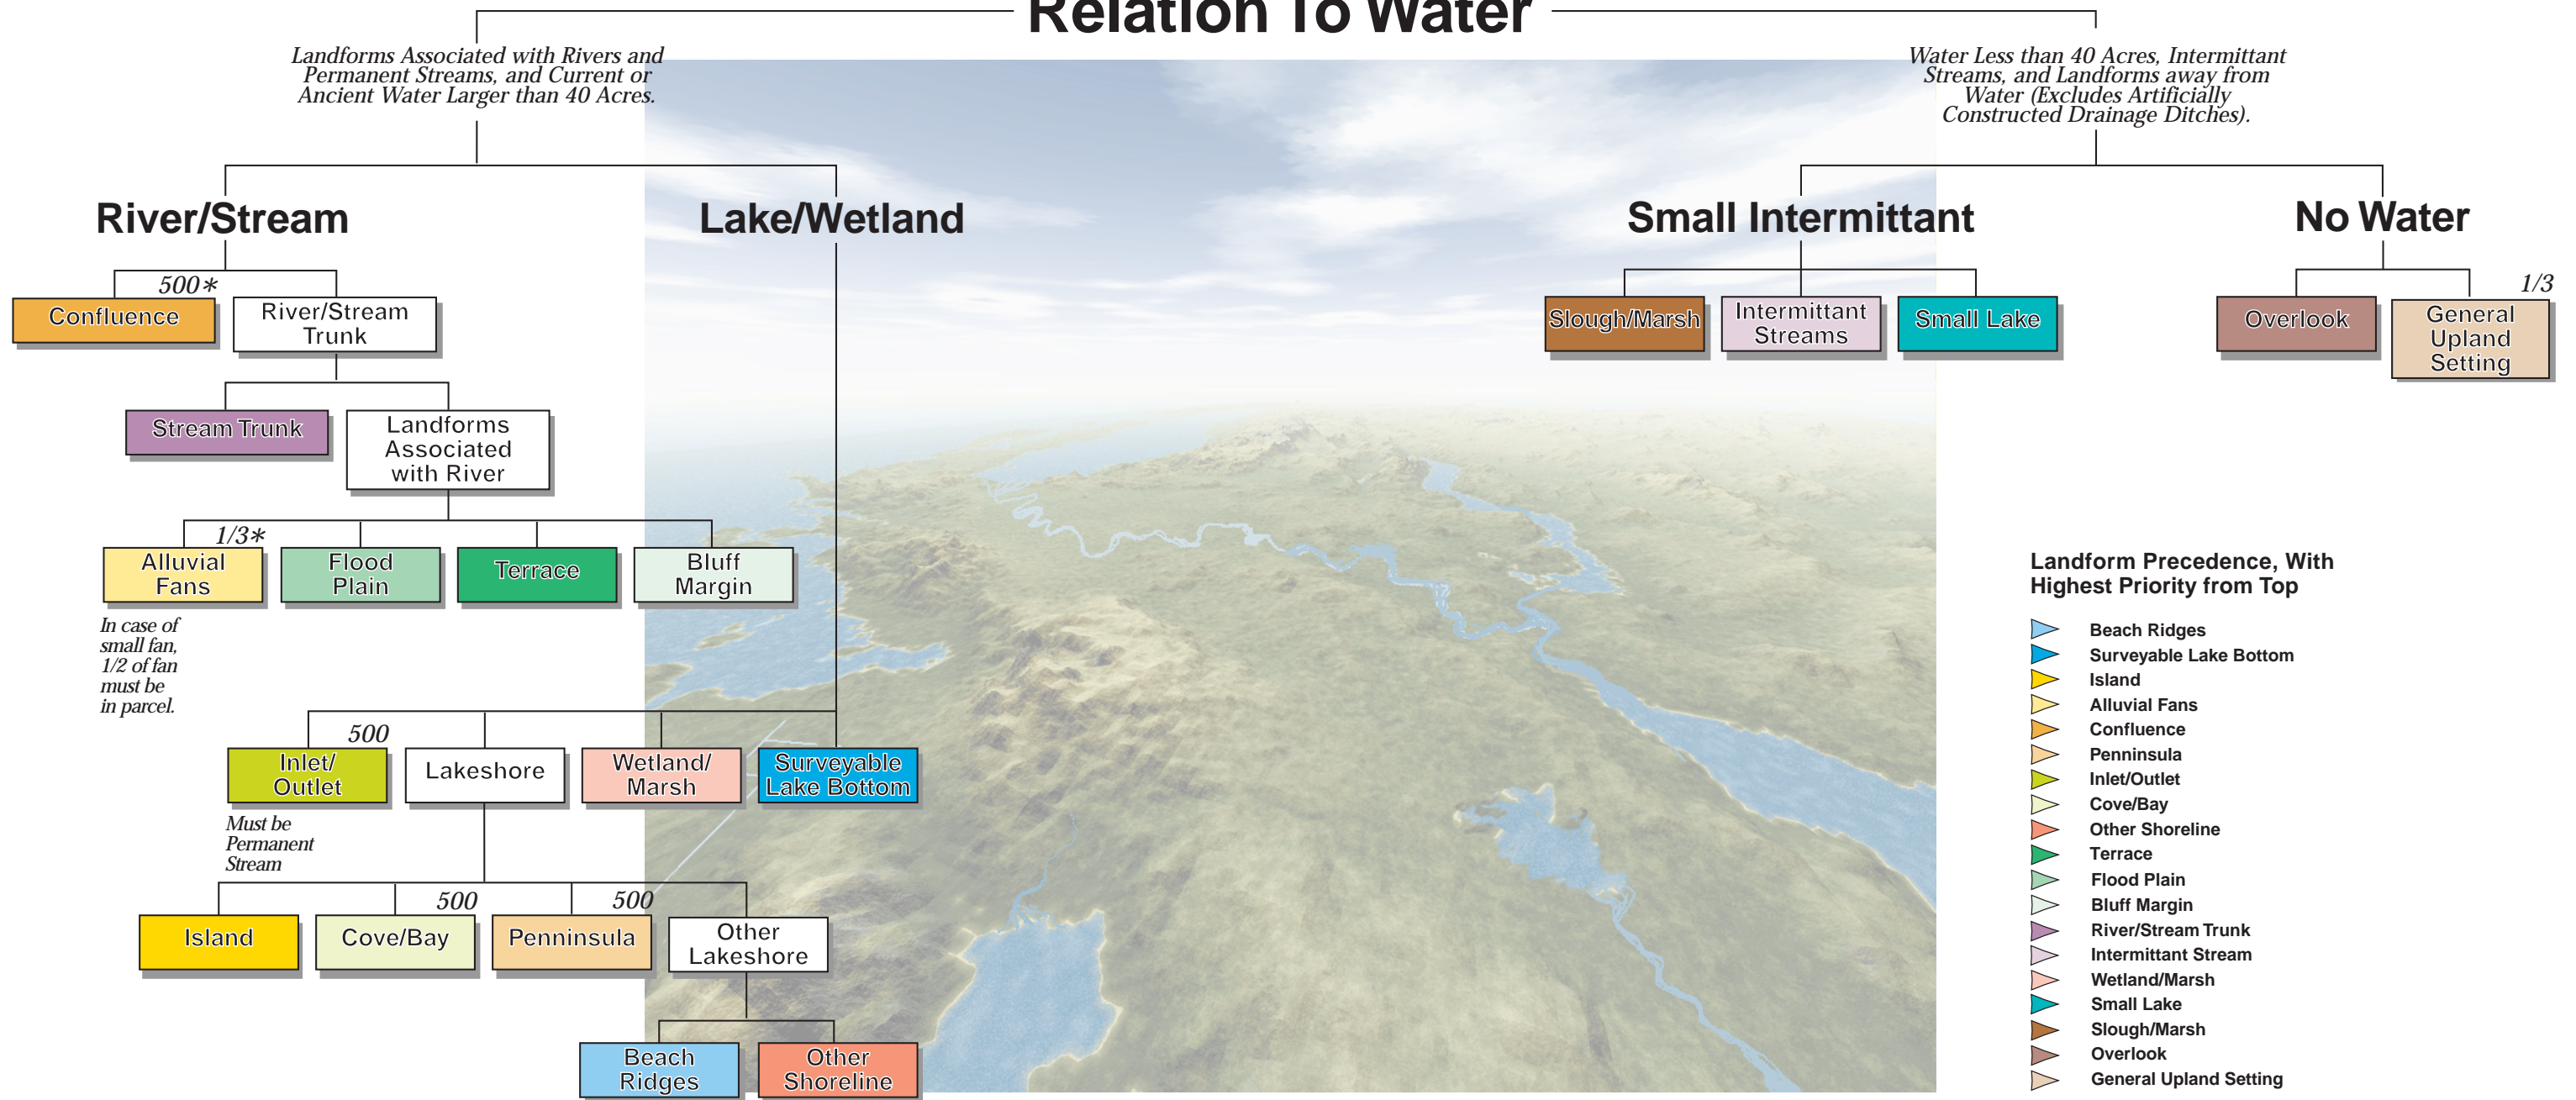 Relation To Water
Landforms Associated with Rivers and
Permanent Streams, and Current or
Ancient Water Larger than 40 Acres.
Water Less than 40 Acres, Intermittant
Streams, and Landforms away from
Water (Excludes Artificially
Constructed Drainage Ditches).
River/Stream
Lake/Wetland
Small Intermittant
No Water
500*
Confluence
River/Stream
Trunk
Slough/Marsh
Intermittant
Streams
Small Lake
Overlook
1/3
General
Upland
Setting
Stream Trunk
Landforms
Associated
with River
1/3*
Alluvial
Fans
Flood
Plain
Terrace
Bluff
Margin
In case of
small fan,
1/2 of fan
must be
in parcel.
500
Inlet/
Outlet
Lakeshore
Wetland/
Marsh
Surveyable
Lake Bottom
Must be
Permanent
Stream
Island
500
Cove/Bay
500
Penninsula
Other
Lakeshore
Beach
Ridges
Other
Shoreline
Landform Precedence, With
Highest Priority from Top
Beach Ridges
Surveyable Lake Bottom
Island
Alluvial Fans
Confluence
Penninsula
Inlet/Outlet
Cove/Bay
Other Shoreline
Terrace
Flood Plain
Bluff Margin
River/Stream Trunk
Intermittant Stream
Wetland/Marsh
Small Lake
Slough/Marsh
Overlook
General Upland Setting